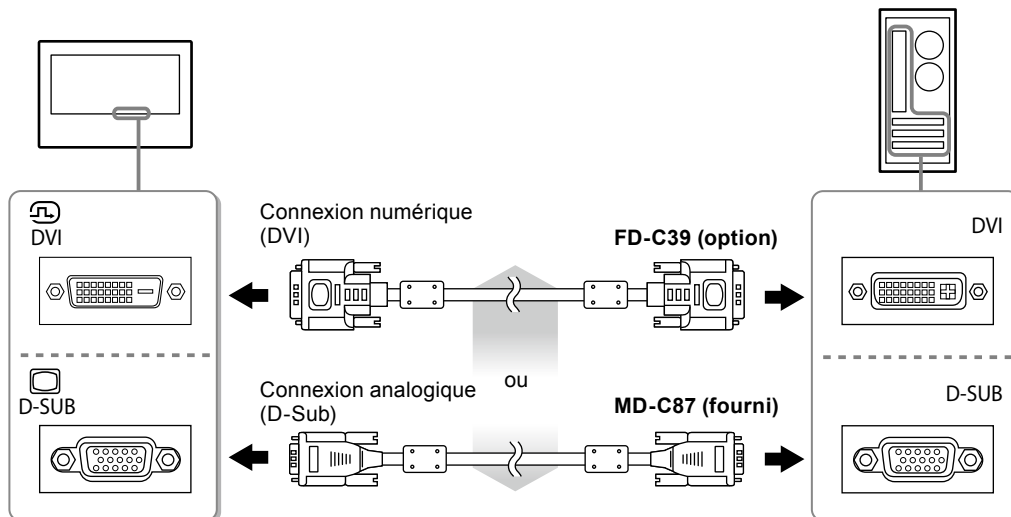 DVI
Connexion numérique
(DVI)
FD-C39 (option)
DVI
ou
D-SUB
Connexion analogique
(D-Sub)
MD-C87 (fourni)
D-SUB